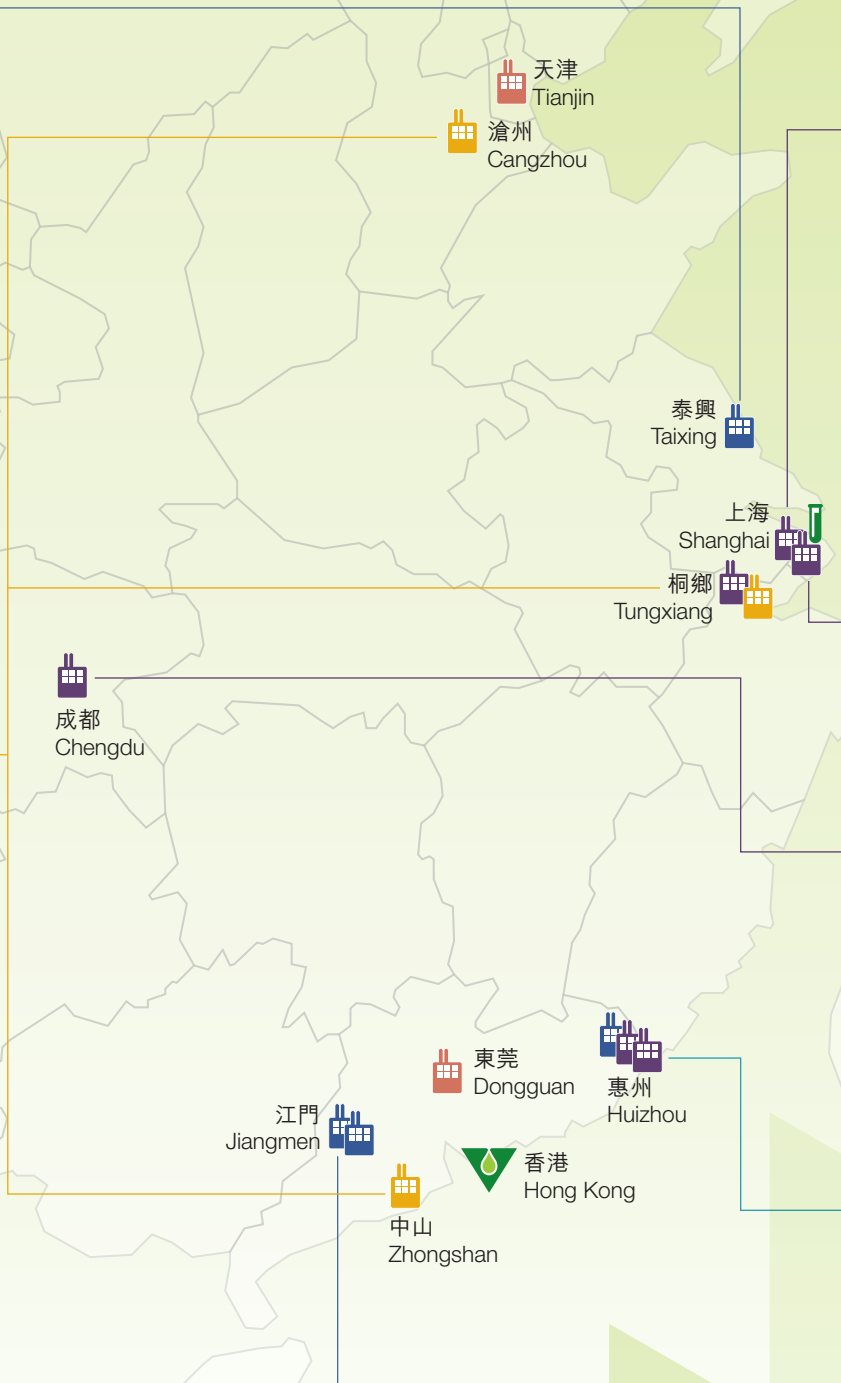 天津
Tianjin
滄州
Cangzhou
泰興
Taixing
上海
Shanghai
桐鄉
Tungxiang
成都
Chengdu
東莞
Dongguan
惠州
Huizhou
江門
Jiangmen
香港
Hong Kong
中山
Zhongshan